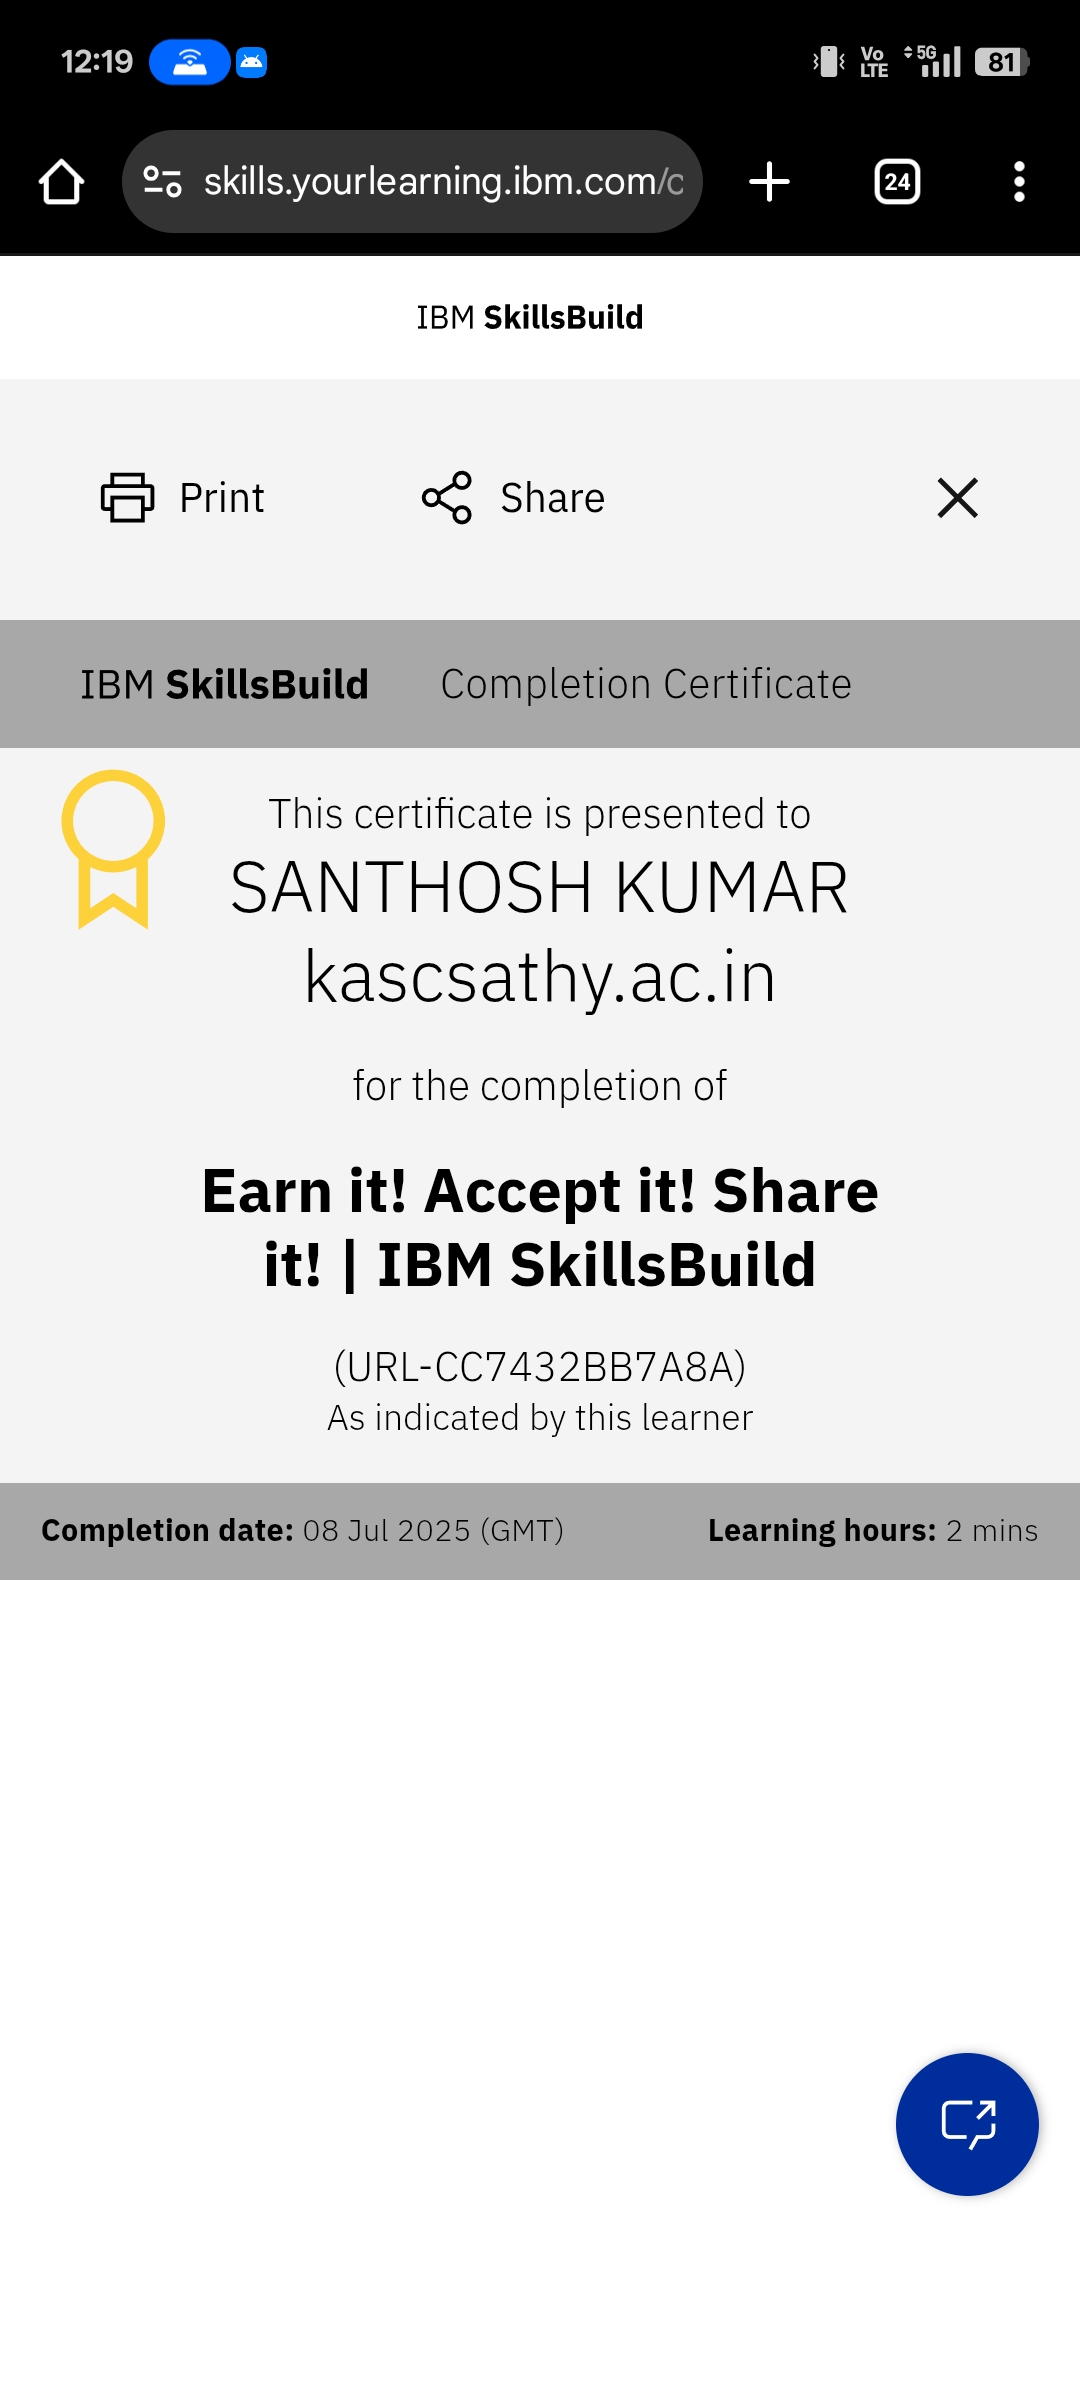 12:19 Vo LTE 5G 81
skills.yourlearning.ibm.com/c 24
IBM SkillsBuild
Print Share
IBM SkillsBuild Completion Certificate
This certificate is presented to
SANTHOSH KUMAR
kascsathy.ac.in
for the completion of
Earn it! Accept it! Share
it! | IBM SkillsBuild
(URL-CC7432BB7A8A)
As indicated by this learner
Completion date: 08 Jul 2025 (GMT) Learning hours: 2 mins